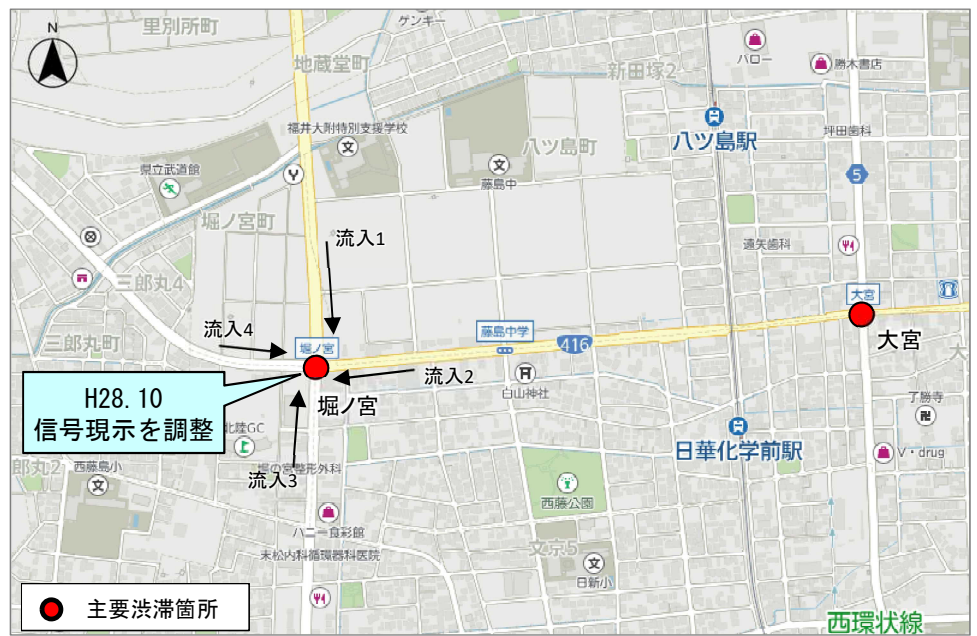 里別所町
ゲンキー
N
地蔵堂町
新田塚2
ハロー
勝木書店
八ツ島駅
坪田歯科
福井大附特別支援学校
八ツ島町
藤島中
県立武道館
5
堀ノ宮町
流入1
遠矢歯科
三郎丸4
大宮
流入4
堀ノ宮
藤島中学
416
大宮
三郎丸町
流入2
白山神社
H28.10
信号現示を調整
堀ノ宮
了勝寺
北陸GC
日華化学前駅
V・drug
郎丸2
西藤島小
堀の宮整形外科
流入3
西藤公園
ハニー食彩館
末松内科循環器科医院
文京5
日新小
主要渋滞箇所
西環状線